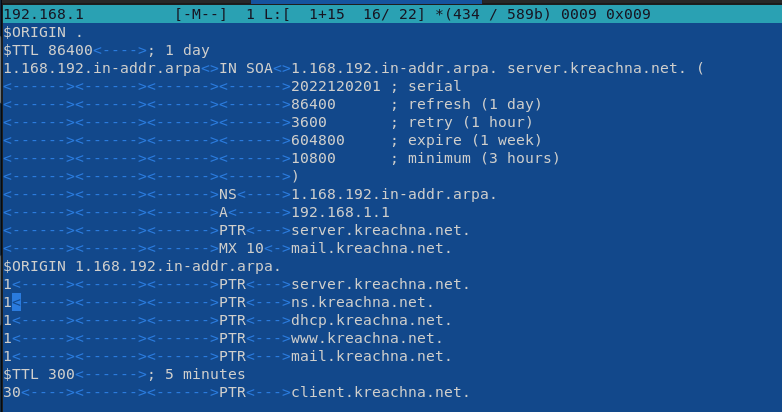 192.168.1 [-M--] 1 L:[ 1+15 16/ 22] *(434 / 589b) 0009 0x009
$ORIGIN .
$TTL 86400<---->; 1 day
1.168.192.in-addr.arpa<>IN SOA<>1.168.192.in-addr.arpa. server.kreachna.net. (
<------><------><------><------>2022120201 ; serial
<------><------><------><------>86400      ; refresh (1 day)
<------><------><------><------>3600       ; retry (1 hour)
<------><------><------><------>604800     ; expire (1 week)
<------><------><------><------>10800      ; minimum (3 hours)
<------><------><------><------>)
<------><------><------>NS<---->1.168.192.in-addr.arpa.
<------><------><------>A<----->192.168.1.1
<------><------><------>PTR<--->server.kreachna.net.
<------><------><------>MX 10<->mail.kreachna.net.
$ORIGIN 1.168.192.in-addr.arpa.
1<-----><------><------>PTR<--->server.kreachna.net.
1<-----><------><------>PTR<--->ns.kreachna.net.
1<-----><------><------>PTR<--->dhcp.kreachna.net.
1<-----><------><------>PTR<--->www.kreachna.net.
1<-----><------><------>PTR<--->mail.kreachna.net.
$TTL 300<------>; 5 minutes
30<----><------><------>PTR<--->client.kreachna.net.